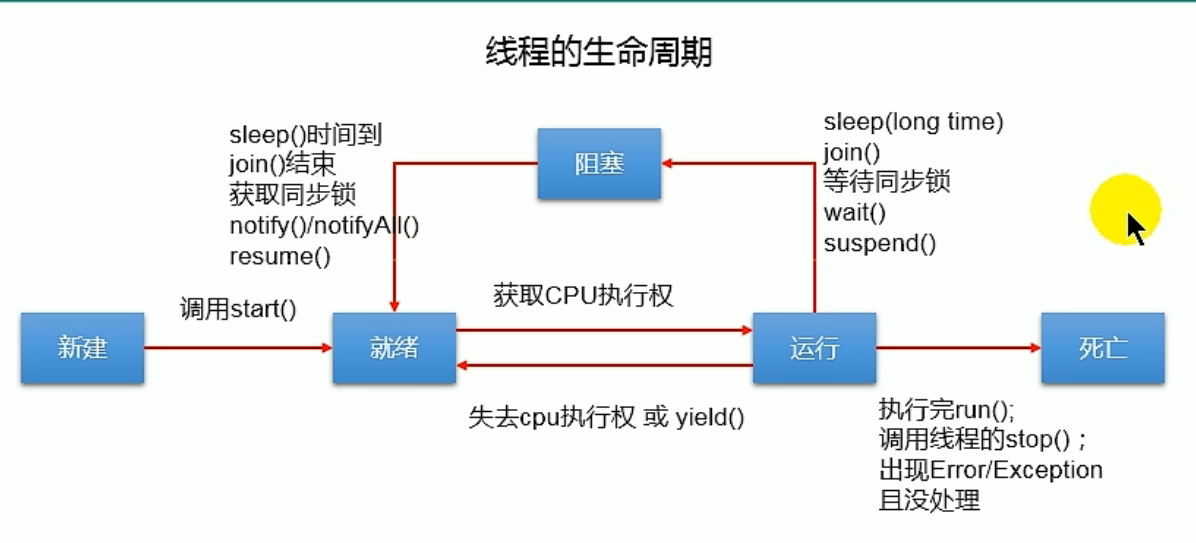 线程的生命周期
sleep()时间到
join()结束
获取同步锁
notify()/notifyAll()
resume()
阻塞
sleep(long time)
join()
等待同步锁
wait()
suspend()
调用start()
获取CPU执行权
新建
就绪
运行
死亡
失去cpu执行权 或 yield()
执行完run();
调用线程的stop()；
出现Error/Exception
且没处理